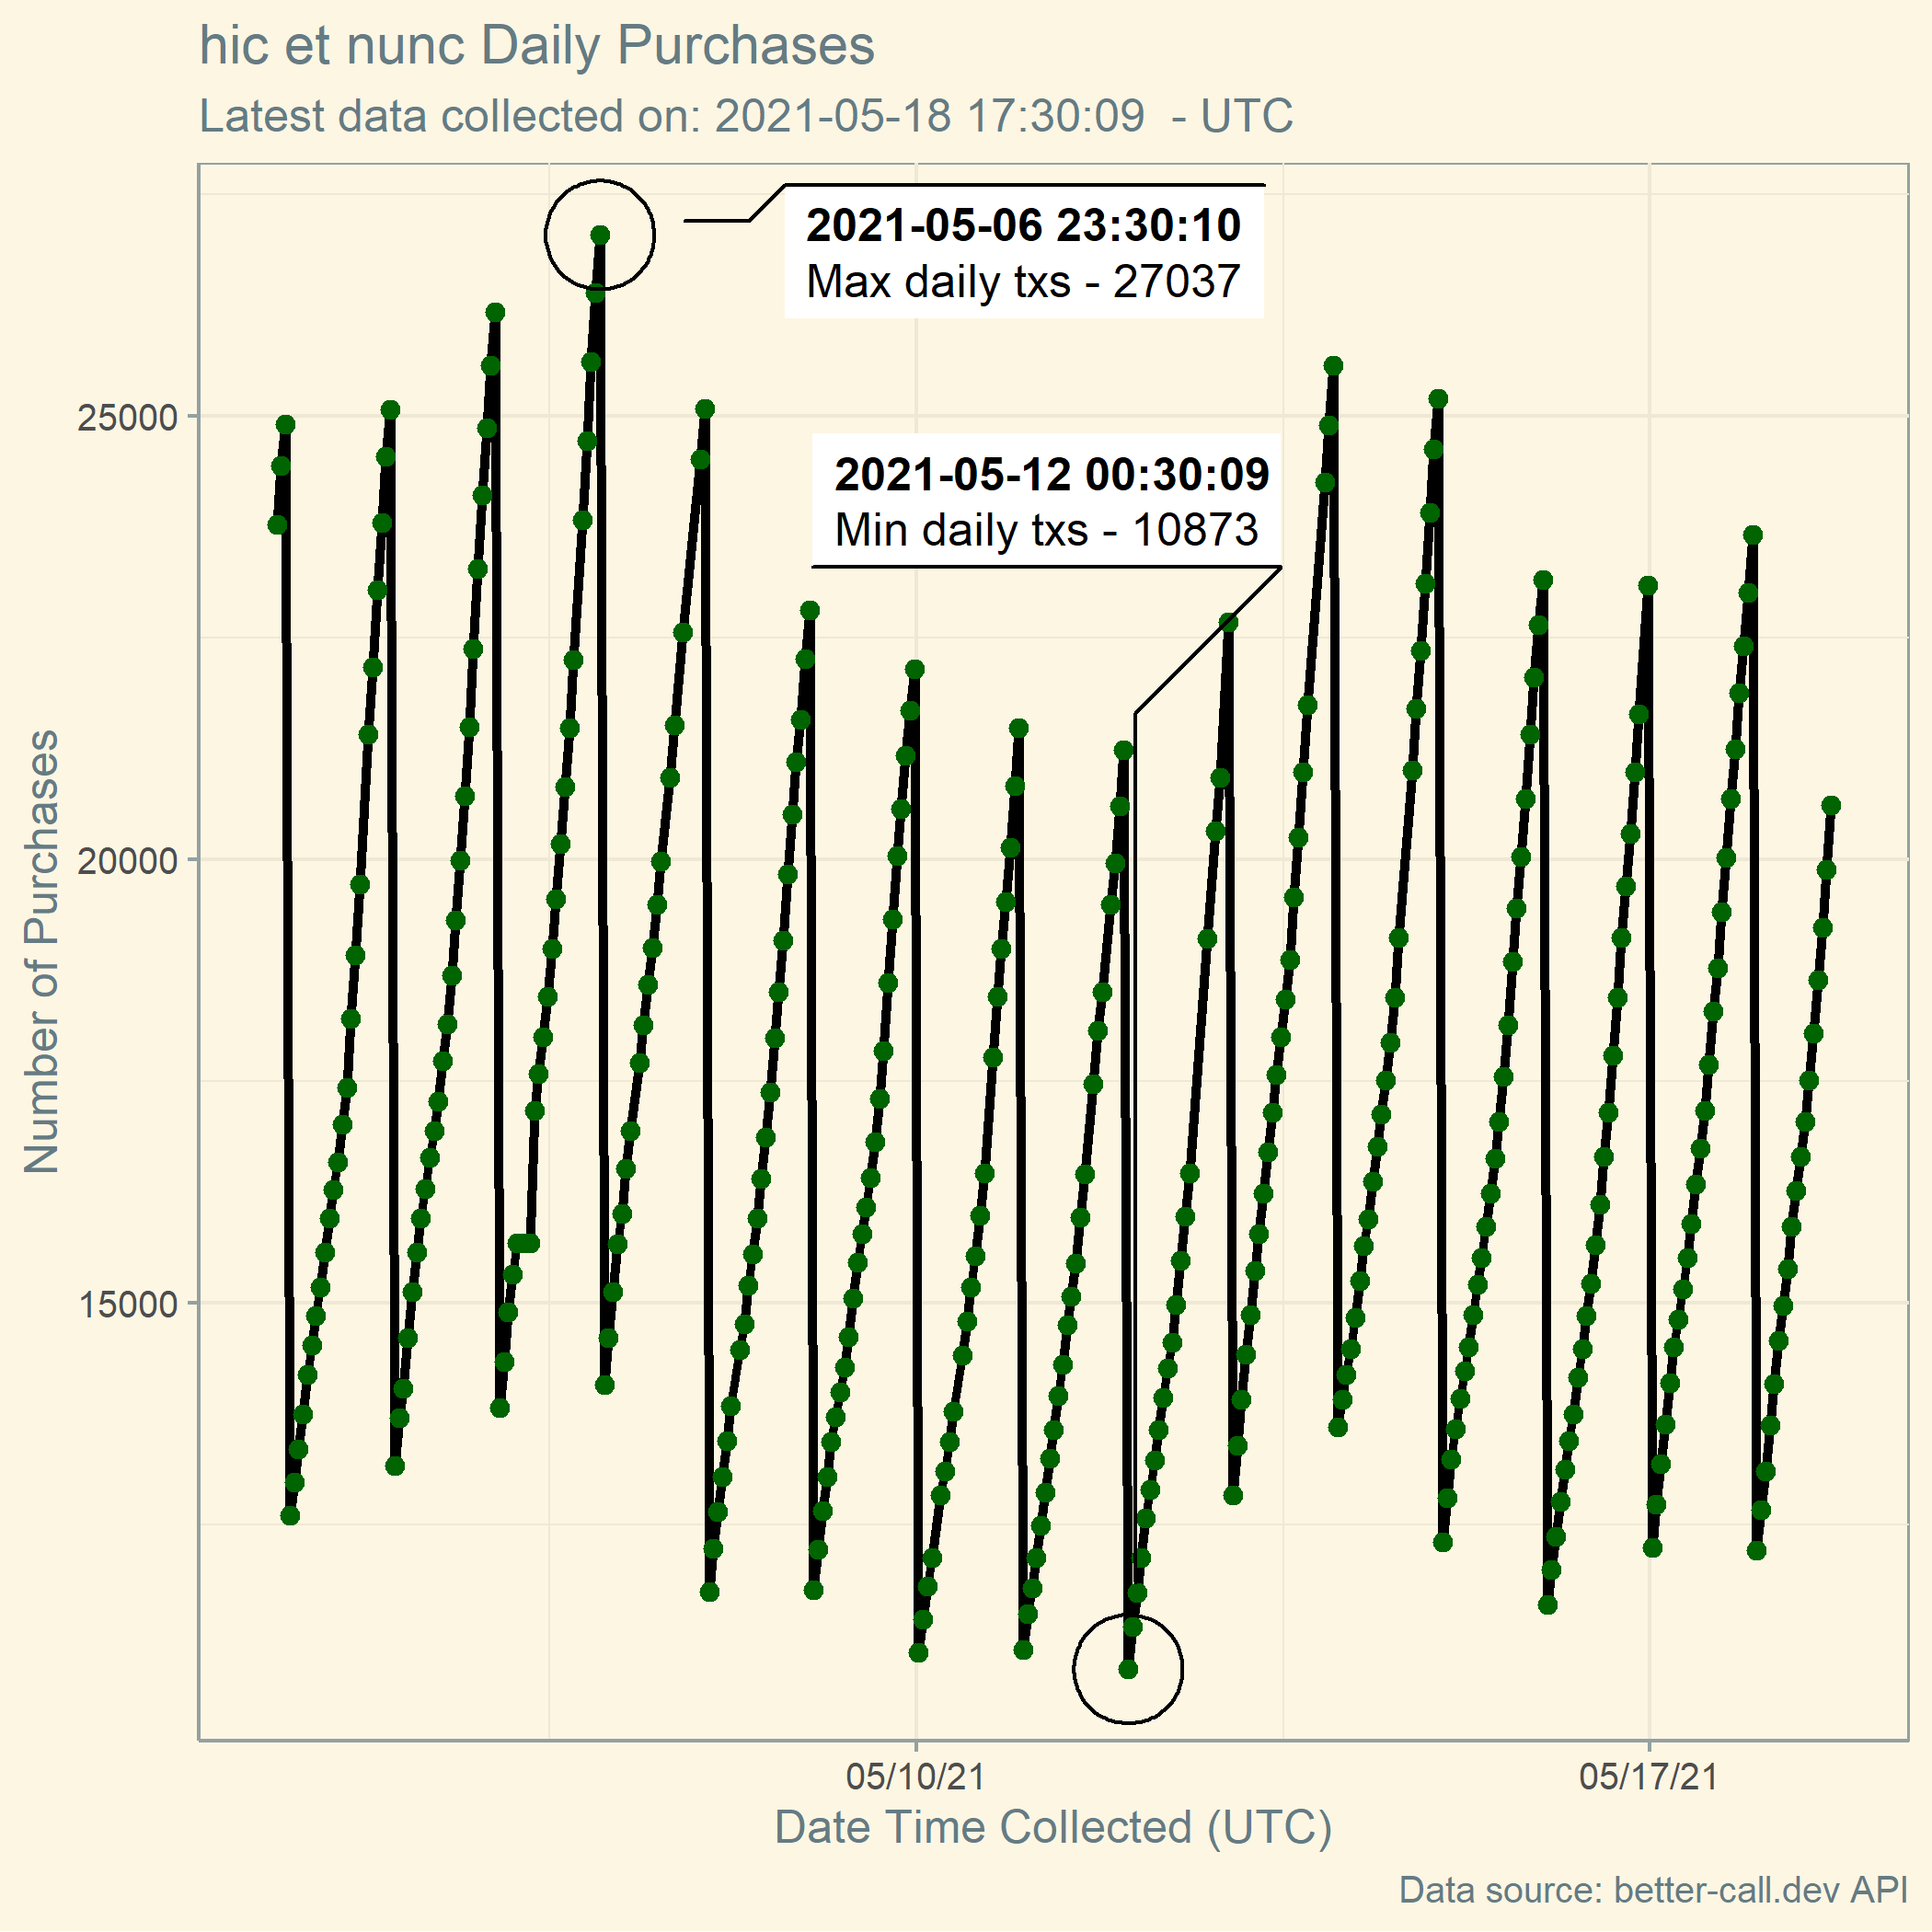 hic et nunc Daily Purchases
Latest data collected on: 2021-05-18 17:30:09  - UTC
2021-05-06 23:30:10
Max daily txs - 27037
2021-05-12 00:30:09
Min daily txs - 10873
Number of Purchases
25000
20000
15000
05/10/21
05/17/21
Date Time Collected (UTC)
Data source: better-call.dev API